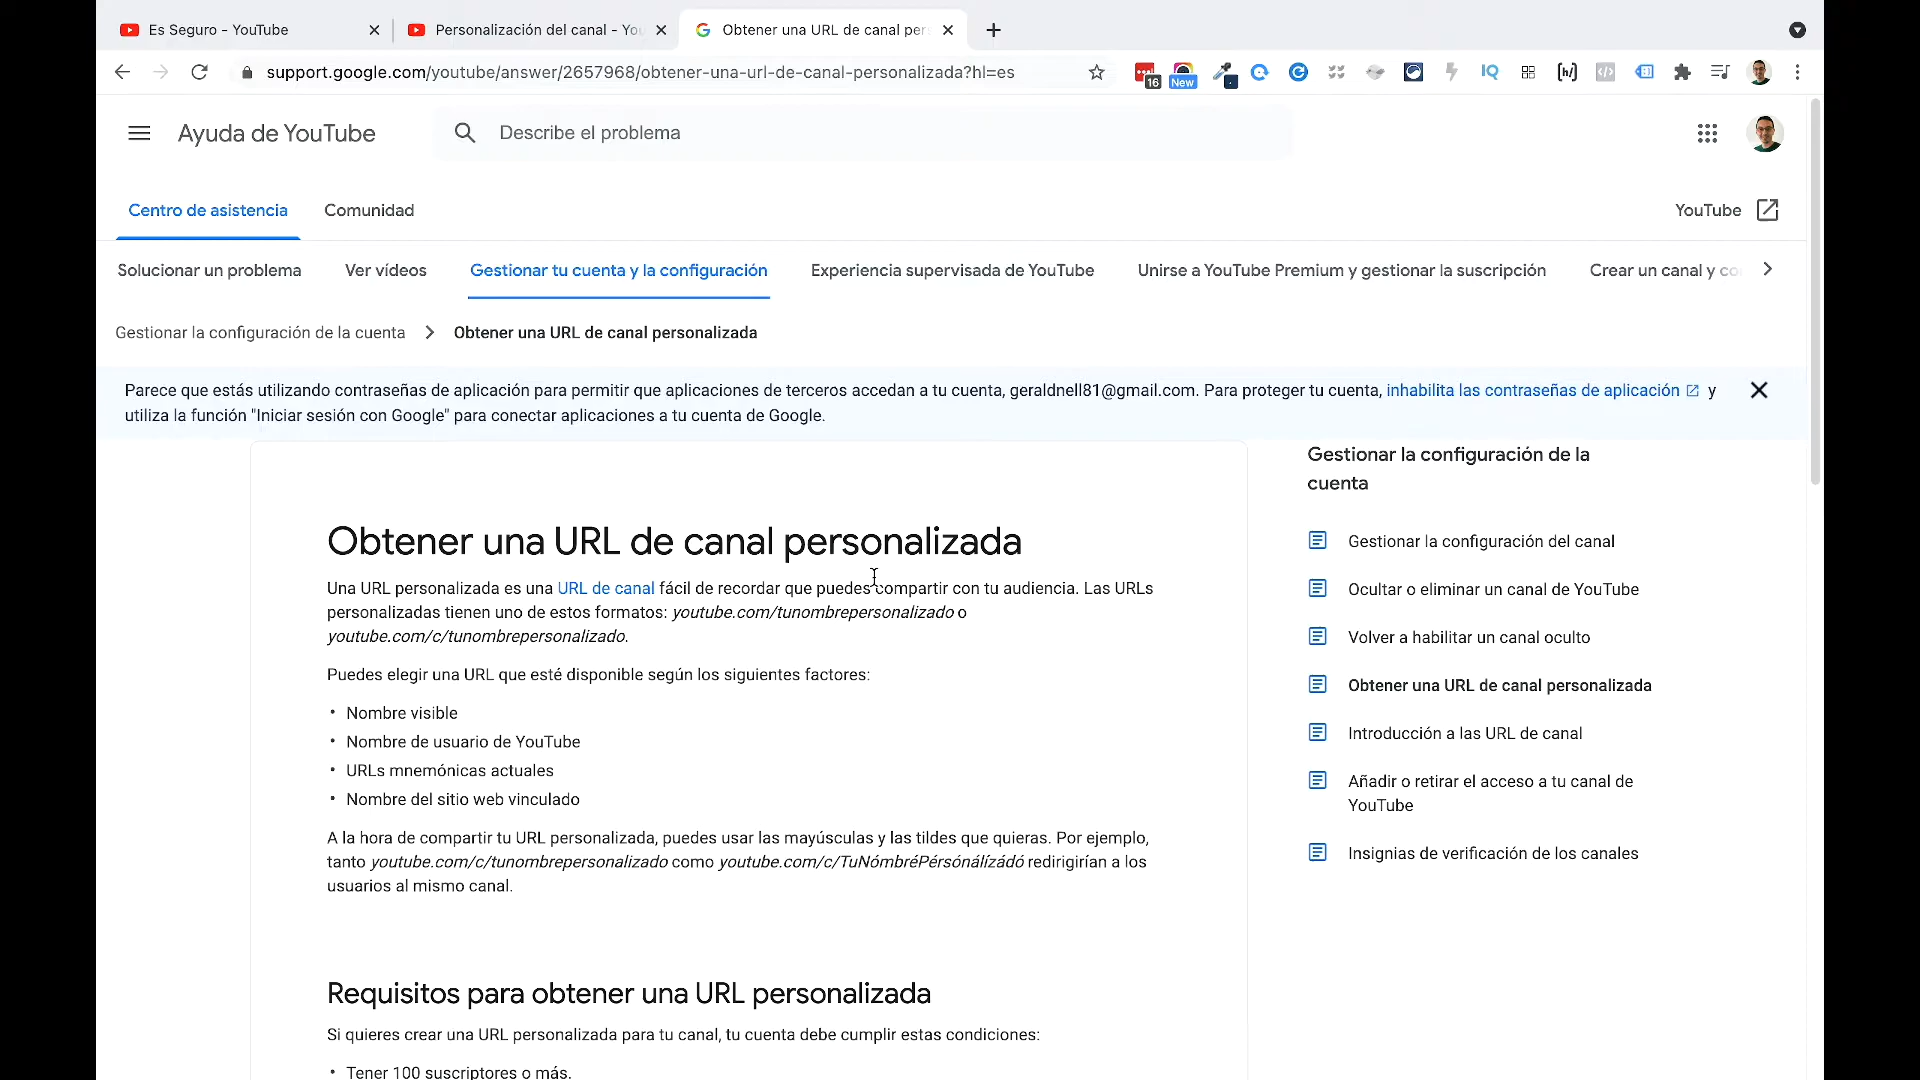 Es Seguro - YouTube
Personalización del canal - You
Obtener una URL de canal pers
support.google.com/youtube/answer/2657968/obtener-una-url-de-canal-personalizada?hl=es
16
New
IQ
[h/]
Ayuda de YouTube
Describe el problema
Centro de asistencia
Comunidad
YouTube
Solucionar un problema
Ver vídeos
Gestionar tu cuenta y la configuración
Experiencia supervisada de YouTube
Unirse a YouTube Premium y gestionar la suscripción
Crear un canal y co
Gestionar la configuración de la cuenta
Obtener una URL de canal personalizada
Parece que estás utilizando contraseñas de aplicación para permitir que aplicaciones de terceros accedan a tu cuenta, geraldnell81@gmail.com. Para proteger tu cuenta, inhabilita las contraseñas de aplicación y
utiliza la función "Iniciar sesión con Google" para conectar aplicaciones a tu cuenta de Google.
Obtener una URL de canal personalizada
Una URL personalizada es una URL de canal fácil de recordar que puedes compartir con tu audiencia. Las URLs
personalizadas tienen uno de estos formatos: youtube.com/tunombrepersonalizado o
youtube.com/c/tunombrepersonalizado.
Puedes elegir una URL que esté disponible según los siguientes factores:
• Nombre visible
• Nombre de usuario de YouTube
• URLs mnemónicas actuales
• Nombre del sitio web vinculado
A la hora de compartir tu URL personalizada, puedes usar las mayúsculas y las tildes que quieras. Por ejemplo,
tanto youtube.com/c/tunombrepersonalizado como youtube.com/c/TuNómbréPérsónálízádó redirigirían a los
usuarios al mismo canal.
Requisitos para obtener una URL personalizada
Si quieres crear una URL personalizada para tu canal, tu cuenta debe cumplir estas condiciones:
• Tener 100 suscriptores o más.
Gestionar la configuración de la
cuenta
Gestionar la configuración del canal
Ocultar o eliminar un canal de YouTube
Volver a habilitar un canal oculto
Obtener una URL de canal personalizada
Introducción a las URL de canal
Añadir o retirar el acceso a tu canal de
YouTube
Insignias de verificación de los canales